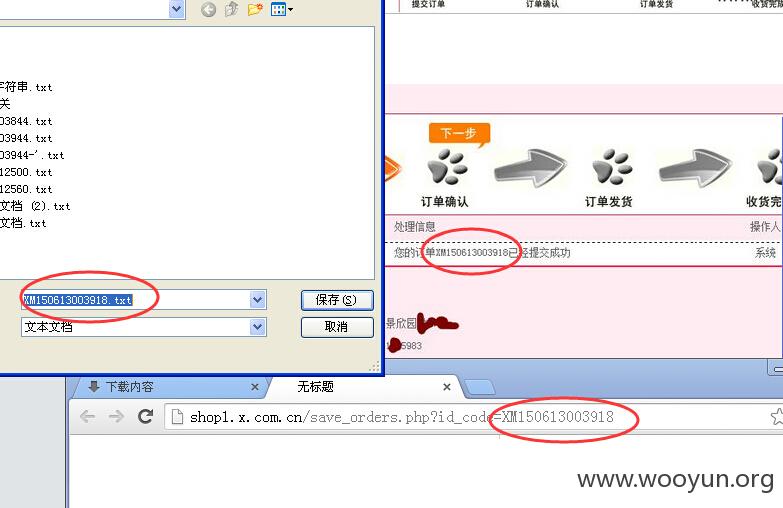 提交订单 订单确认 订单发货 收货完成
字符串.txt
关
03844.txt
03944.txt
03944-'.txt
12500.txt
12560.txt
文档 (2).txt
文档.txt
XM150613003918.txt
保存(S)
文本文档
取消
下一步
订单确认 订单发货 收货完
处理信息 操作人
您的订单XM150613003918已经提交成功 系统
景欣园
5983
下载内容 无标题
shop1.x.com.cn/save_orders.php?id_code=XM150613003918
www.wooyun.org